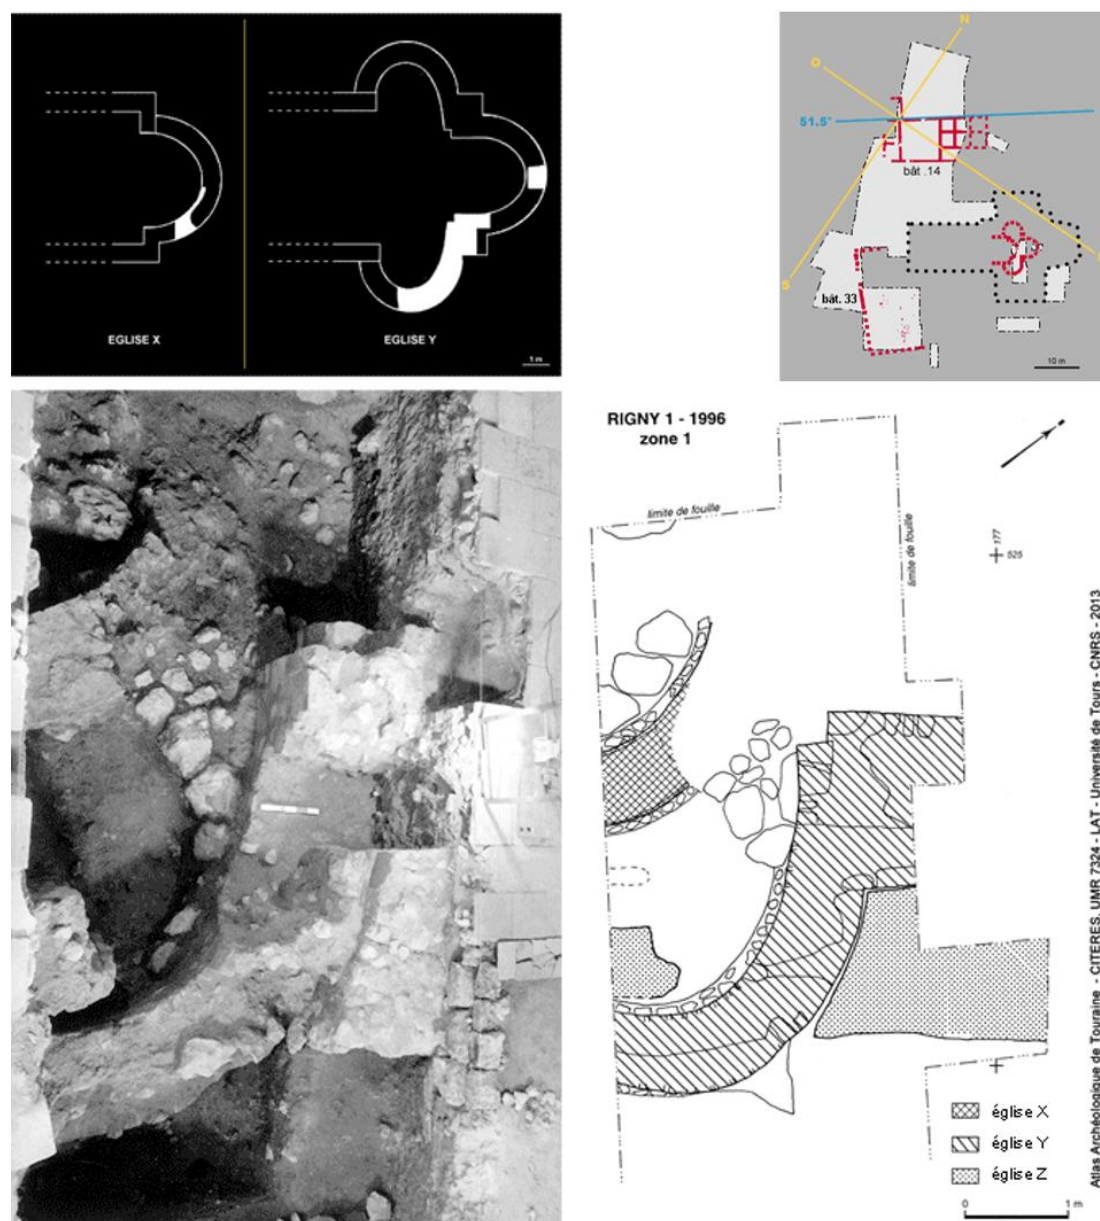 EGLISE X
EGLISE Y
1 m
N
O
51.5°
bât .14
S
bât. 33
10 m
RIGNY 1 - 1996
zone 1
limite de fouille
limite de fouille
177
525
église X
église Y
église Z
0 1 m
Atlas Archéologique de Touraine - CITERES, UMR 7324 - LAT - Université de Tours - CNRS - 2013